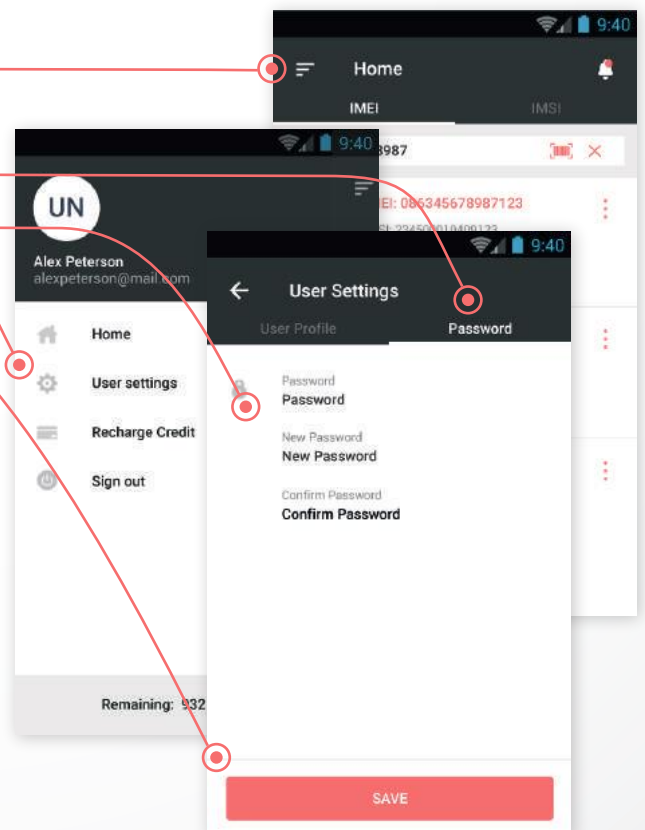 9:40
Home
IMEI
IMSI
8987
EI: 086345678987123
9:40
UN
Alex Peterson
alexpeterson@mail.com
Home
User settings
Recharge Credit
Sign out
Remaining: 932
9:40
User Settings
User Profile
Password
Password
Password
New Password
New Password
Confirm Password
Confirm Password
SAVE